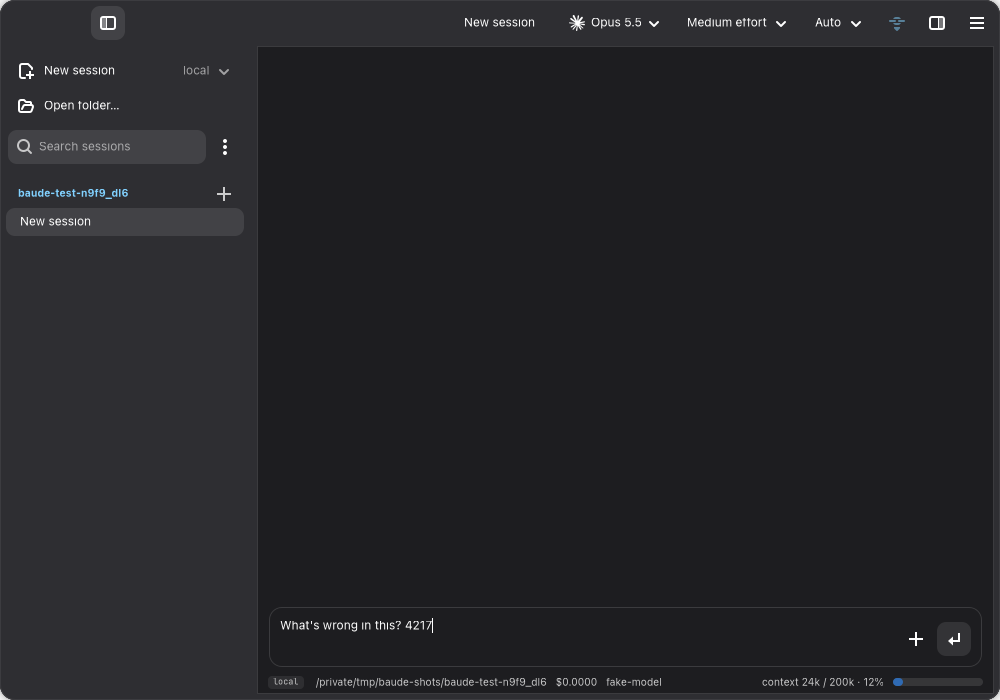 New session
Opus 5.5
Medium effort
Auto
New session
local
Open folder...
Search sessions
baude-test-n9f9_dl6
New session
What's wrong in this? 4217
local /private/tmp/baude-shots/baude-test-n9f9_dl6 $0.0000 fake-model context 24k / 200k · 12%